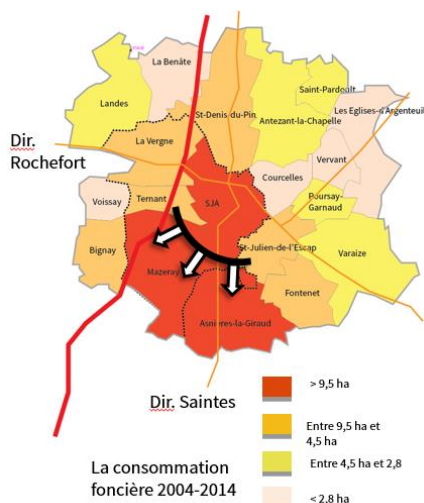 La Benâte
Landes
Saint-Pardoult
Les Eglises-d'Argenteuil
St-Denis-du-Pin
Antezant-la-Chapelle
Dir.
Rochefort
La Vergne
Vervant
Courcelles
SJA
Voissay
Ternant
Poursay-
Garnaud
St-Julien-de-l'Escap
Bignay
Varaize
Mazeray
Fontenet
Asnières-la-Giraud
Dir. Saintes
> 9,5 ha
Entre 9,5 ha et
4,5 ha
Entre 4,5 ha et 2,8
< 2.8 ha
La consommation
foncière 2004-2014